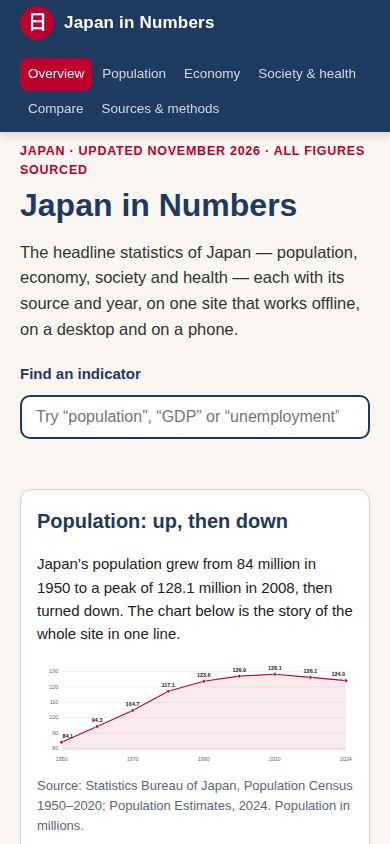 日 Japan in Numbers
Overview Population Economy Society & health
Compare Sources & methods
JAPAN · UPDATED NOVEMBER 2026 · ALL FIGURES
SOURCED
Japan in Numbers
The headline statistics of Japan — population,
economy, society and health — each with its
source and year, on one site that works offline,
on a desktop and on a phone.
Find an indicator
Try “population”, “GDP” or “unemployment”
Population: up, then down
Japan’s population grew from 84 million in
1950 to a peak of 128.1 million in 2008, then
turned down. The chart below is the story of the
whole site in one line.
130
120
110
100
90
80
84.1 94.3 104.7 117.1 123.6 126.9 128.1 126.1 124.0
1950 1970 1990 2010 2024
Source: Statistics Bureau of Japan, Population Census
1950–2020; Population Estimates, 2024. Population in
millions.